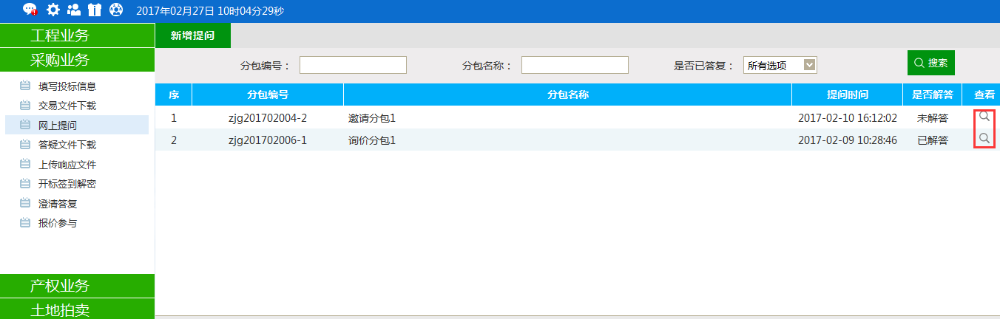 2017年02月27日 10时04分29秒
工程业务
采购业务
填写投标信息
交易文件下载
网上提问
答疑文件下载
上传响应文件
开标签到解密
澄清答复
报价参与
产权业务
土地拍卖
新增提问
分包编号： 分包名称： 是否已答复： 所有选项 搜索
序 分包编号 分包名称 提问时间 是否解答 查看
1 zjg201702004-2 邀请分包1 2017-02-10 16:12:02 未解答
2 zjg201702006-1 询价分包1 2017-02-09 10:28:46 已解答